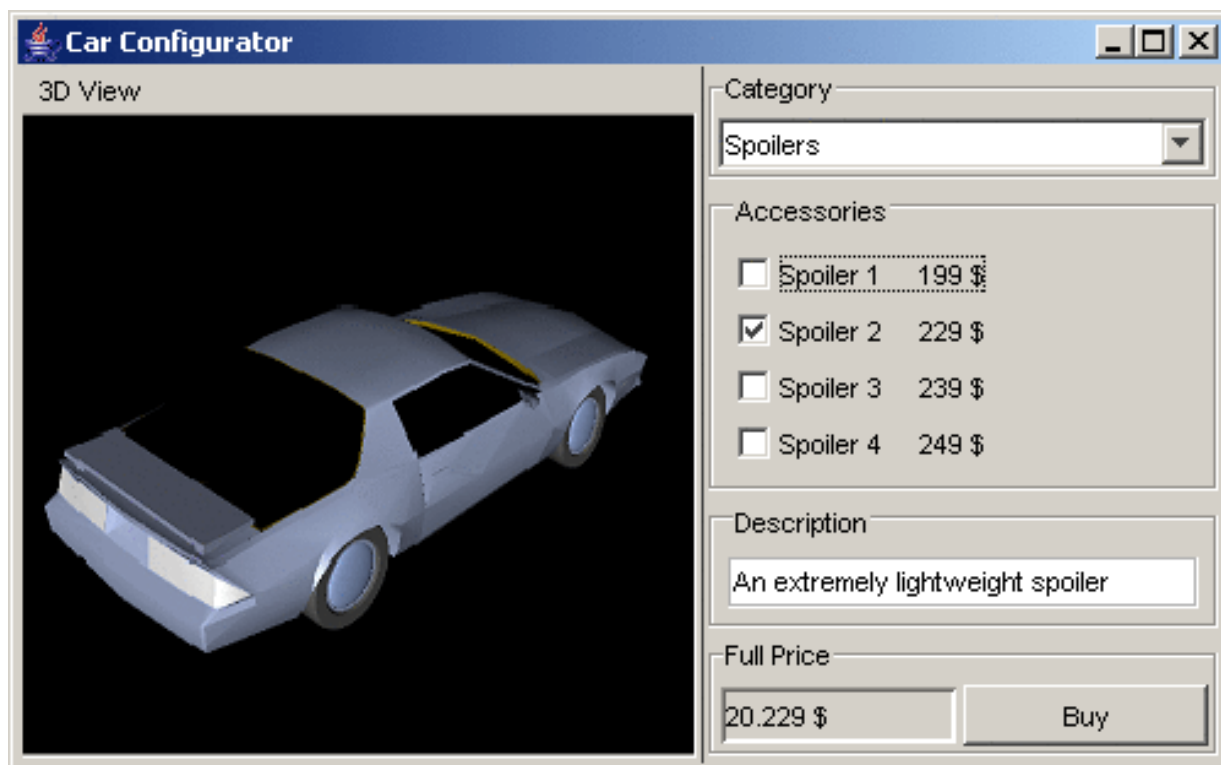 Car Configurator
3D View
Category
Spoilers
Accessories
Spoiler 1 199 $
Spoiler 2 229 $
Spoiler 3 239 $
Spoiler 4 249 $
Description
An extremely lightweight spoiler
Full Price
20.229 $ Buy